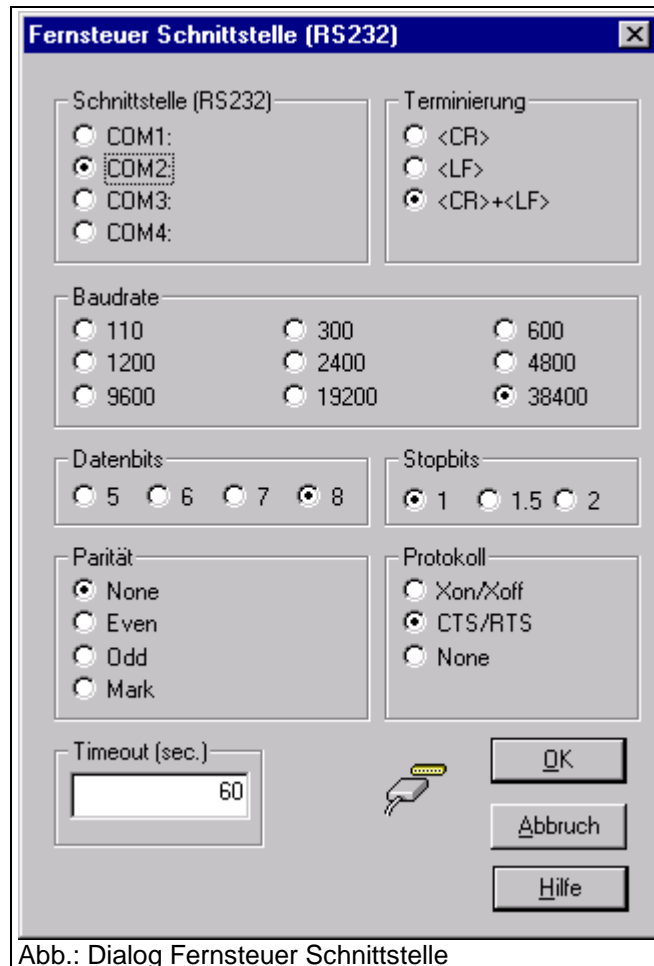 Fernsteuer Schnittstelle (RS232)
Schnittstelle (RS232)
COM1:
COM2:
COM3:
COM4:
Terminierung
<CR>
<LF>
<CR>+<LF>
Baudrate
110 300 600
1200 2400 4800
9600 19200 38400
Datenbits
5 6 7 8
Stopbits
1 1.5 2
Parität
None
Even
Odd
Mark
Protokoll
Xon/Xoff
CTS/RTS
None
Timeout (sec.)
60
OK
Abbruch
Hilfe
Abb.: Dialog Fernsteuer Schnittstelle